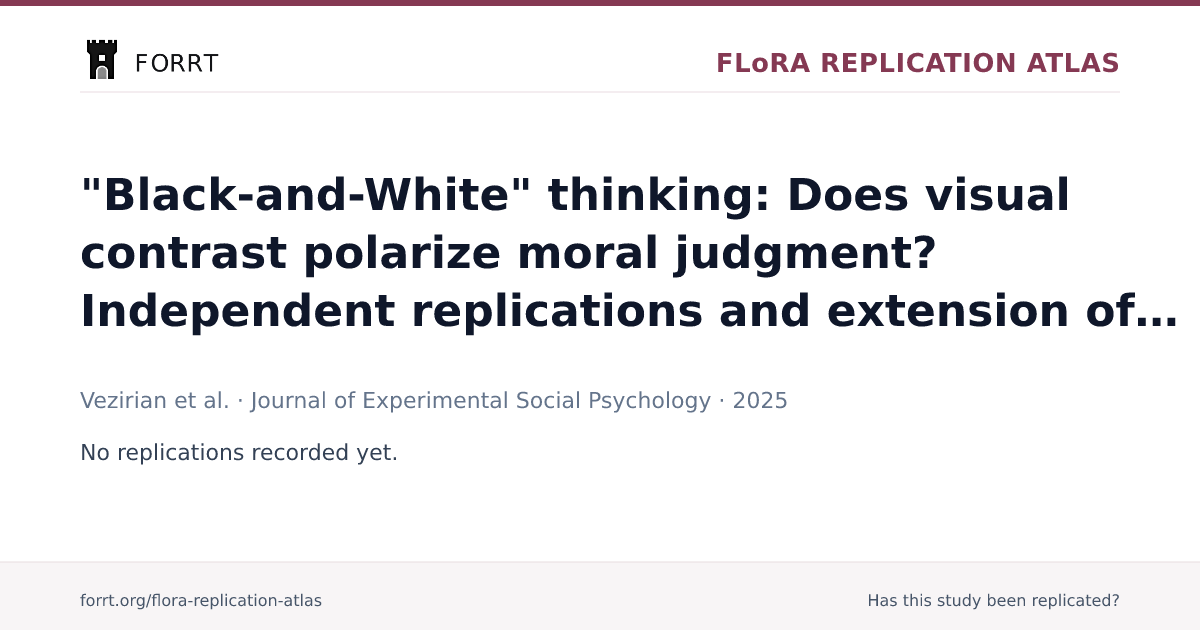 FORRT
FLoRA REPLICATION ATLAS
"Black-and-White" thinking: Does visual
contrast polarize moral judgment?
Independent replications and extension of…
Vezirian et al. · Journal of Experimental Social Psychology · 2025
No replications recorded yet.
forrt.org/flora-replication-atlas
Has this study been replicated?